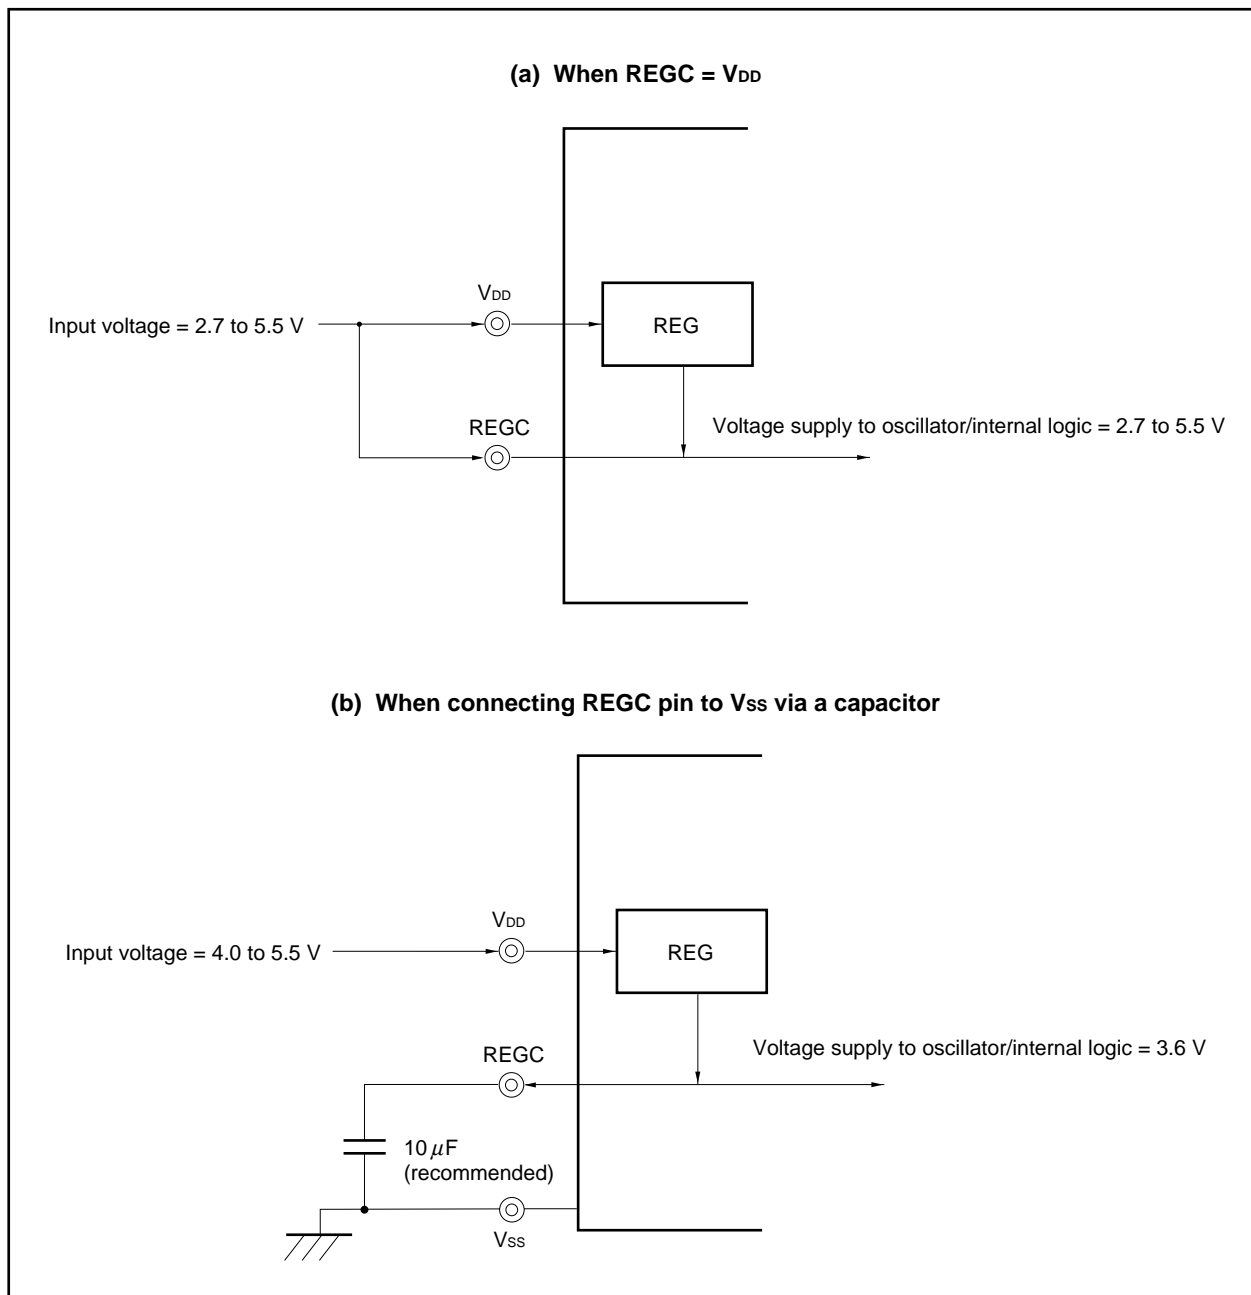 (a) When REGC = VDD
VDD
Input voltage = 2.7 to 5.5 V
REG
REGC
Voltage supply to oscillator/internal logic = 2.7 to 5.5 V
(b) When connecting REGC pin to VSS via a capacitor
VDD
Input voltage = 4.0 to 5.5 V
REG
REGC
Voltage supply to oscillator/internal logic = 3.6 V
10 μF
(recommended)
VSS